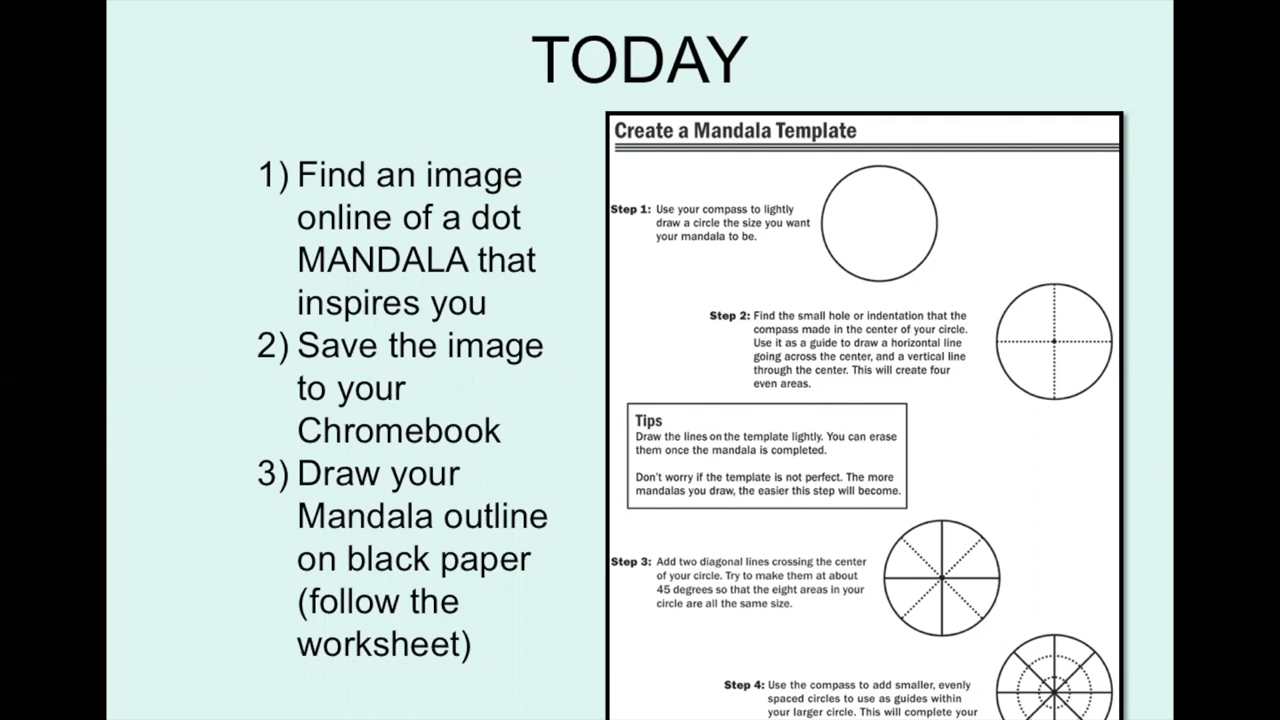 TODAY
1) Find an image
online of a dot
MANDALA that
inspires you
2) Save the image
to your
Chromebook
3) Draw your
Mandala outline
on black paper
(follow the
worksheet)
Create a Mandala Template
Step 1: Use your compass to lightly
draw a circle the size you want
your mandala to be.
Step 2: Find the small hole or indentation that the
compass made in the center of your circle.
Use it as a guide to draw a horizontal line
going across the center, and a vertical line
through the center. This will create four
even areas.
Tips
Draw the lines on the template lightly. You can erase
them once the mandala is completed.
Don't worry if the template is not perfect. The more
mandalas you draw, the easier this step will become.
Step 3: Add two diagonal lines crossing the center
of your circle. Try to make them at about
45 degrees so that the eight areas in your
circle are all the same size.
Step 4: Use the compass to add smaller, evenly
spaced circles to use as guides within
your larger circle. This will complete your